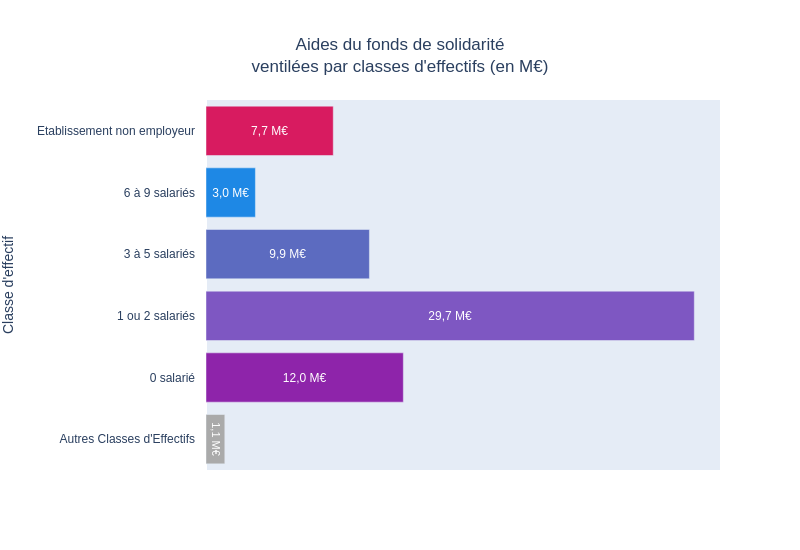 Aides du fonds de solidarité
ventilées par classes d'effectifs (en M€)
Classe d'effectif
Etablissement non employeur
7,7 M€
6 à 9 salariés
3,0 M€
3 à 5 salariés
9,9 M€
1 ou 2 salariés
29,7 M€
0 salarié
12,0 M€
Autres Classes d'Effectifs
1,1 M€